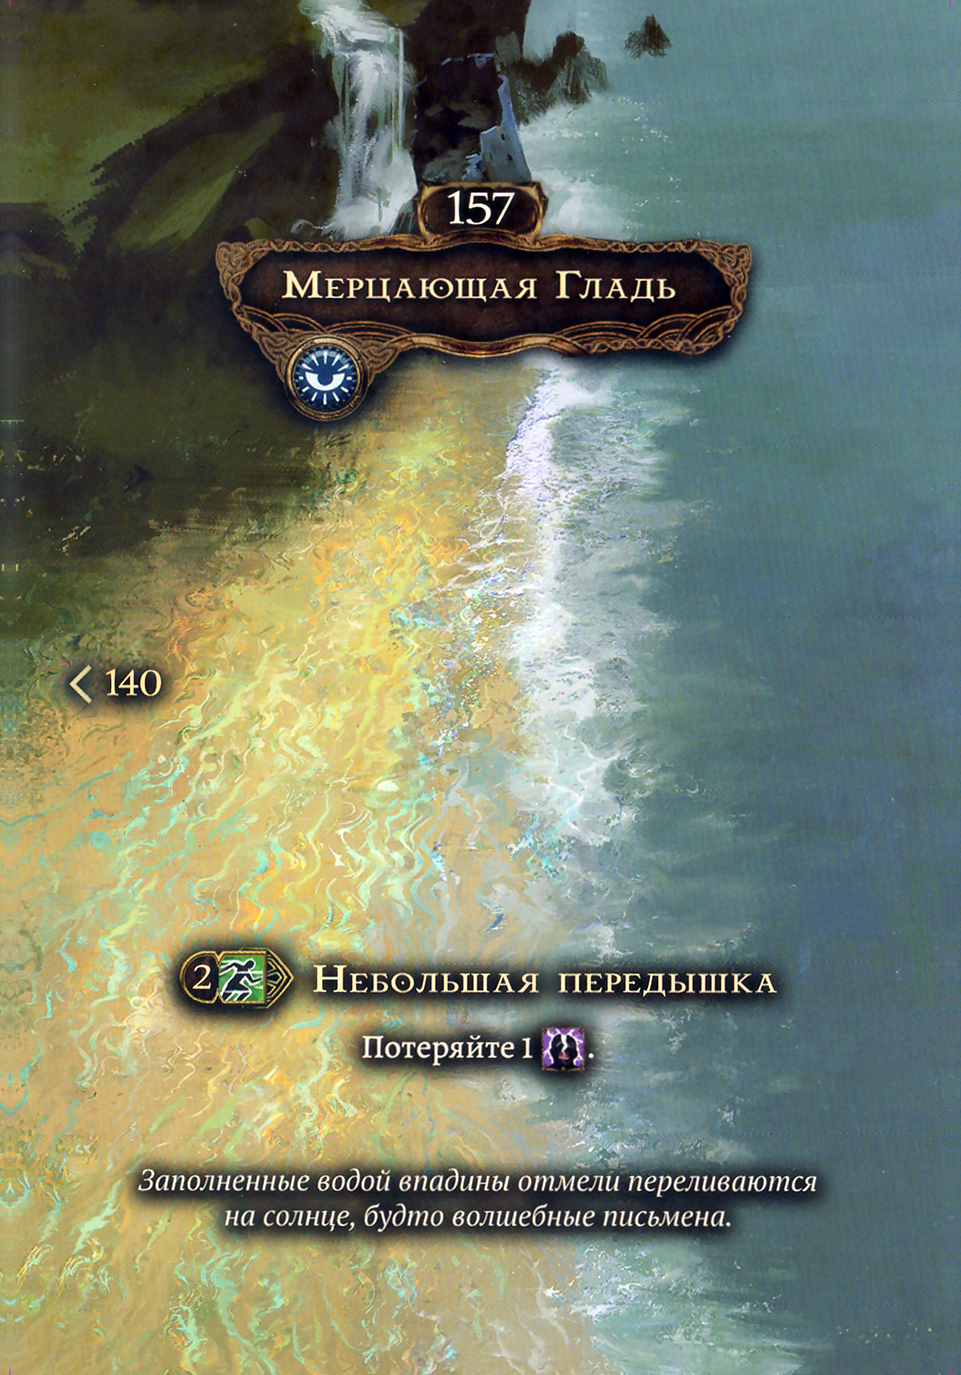 157
Мерцающая Гладь
< 140
2 Небольшая передышка
Потеряйте 1 .
Заполненные водой впадины отмели переливаются
на солнце, будто волшебные письмена.